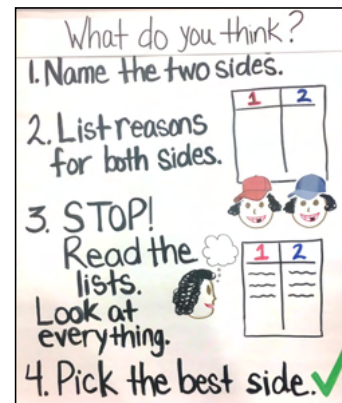 What do you think?
1. Name the two sides.
1 2
2. List reasons
for both sides.
3. STOP!
Read the
lists.
Look at
everything.
1 2
4. Pick the best side.